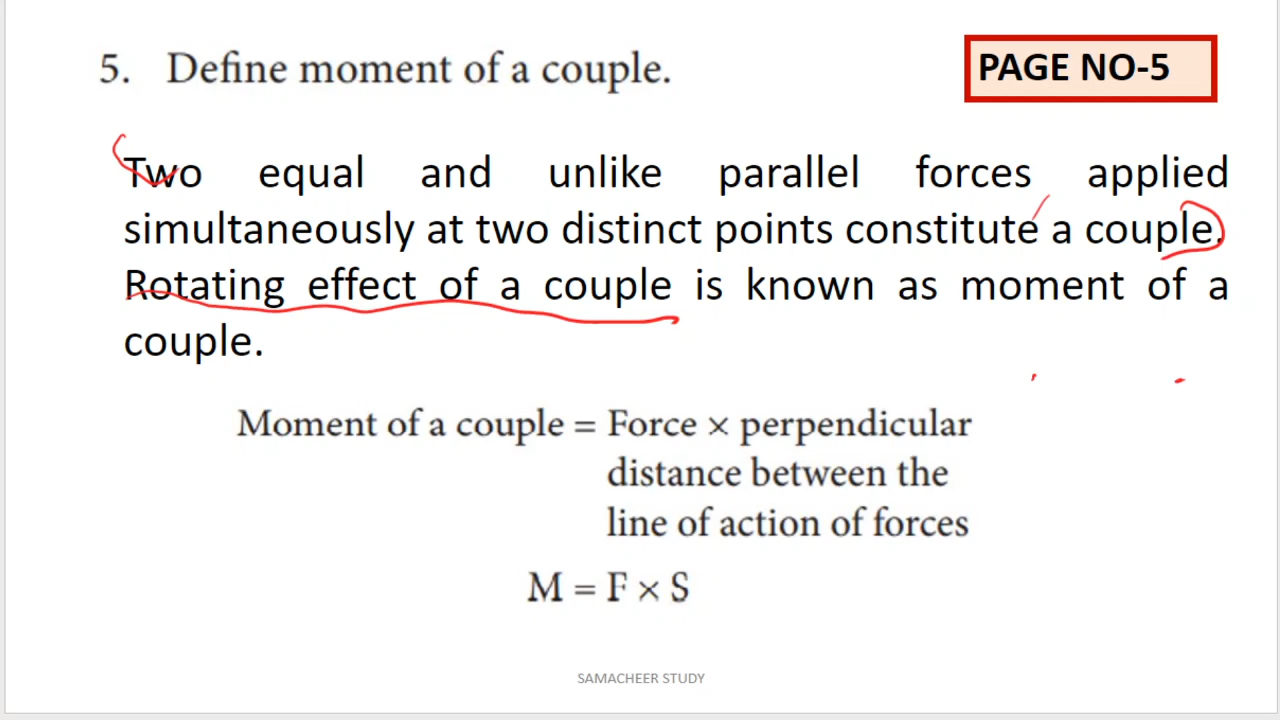 5. Define moment of a couple.
PAGE NO-5
Two equal and unlike parallel forces applied
simultaneously at two distinct points constitute a couple.
Rotating effect of a couple is known as moment of a
couple.
Moment of a couple = Force × perpendicular
distance between the
line of action of forces
M = F × S
SAMACHEER STUDY